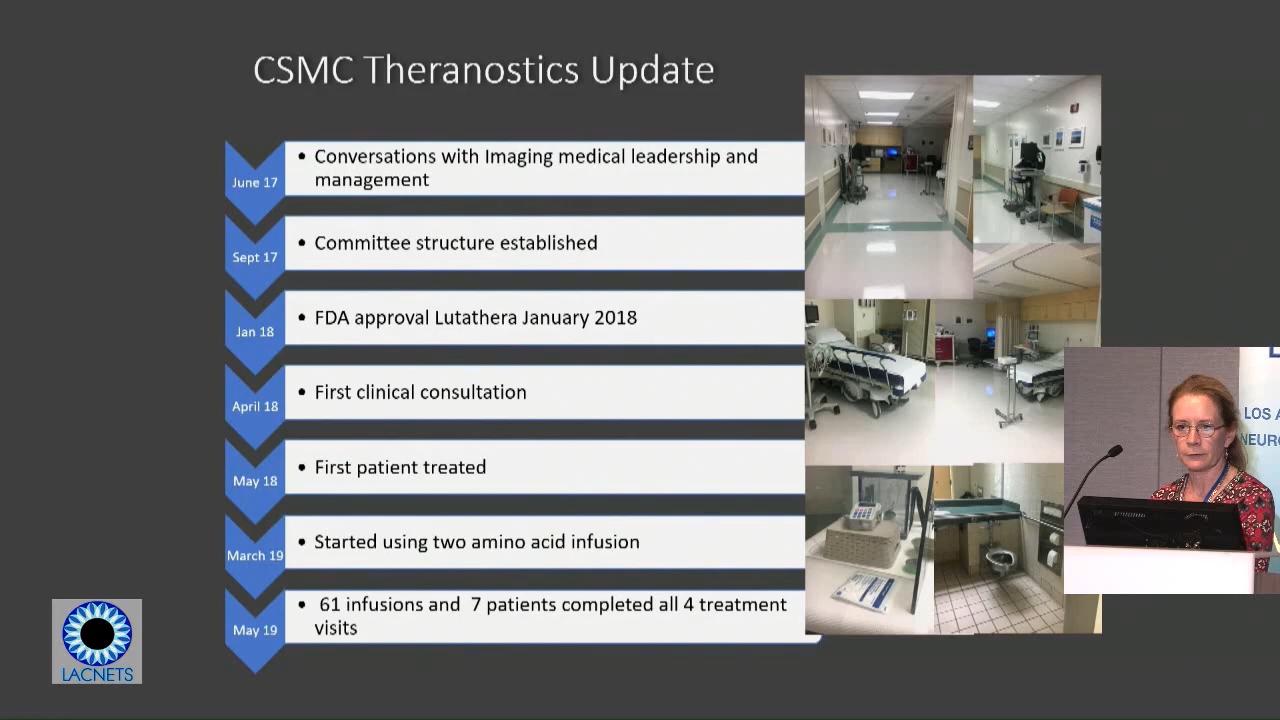 CSMC Theranostics Update
June 17
• Conversations with Imaging medical leadership and
management
Sept 17
• Committee structure established
Jan 18
• FDA approval Lutathera January 2018
April 18
• First clinical consultation
May 18
• First patient treated
March 19
• Started using two amino acid infusion
May 19
• 61 infusions and 7 patients completed all 4 treatment
visits
LACNETS
LOS A
NEURO